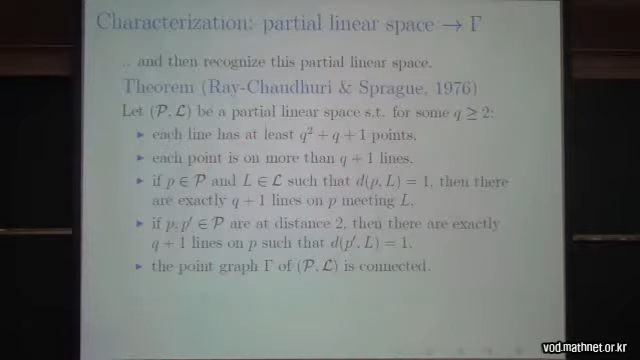 Characterization: partial linear space → Γ
.. and then recognize this partial linear space.
Theorem (Ray-Chandhuri & Sprague, 1976)
Let (𝒫, ℒ) be a partial linear space s.t. for some q ≥ 2:
▶ each line has at least q² + q + 1 points,
▶ each point is on more than q + 1 lines.
▶ if p ∈ 𝒫 and L ∈ ℒ such that d(p, L) = 1, then there
are exactly q + 1 lines on p meeting L,
▶ if p, p′ ∈ 𝒫 are at distance 2, then there are exactly
q + 1 lines on p such that d(p′, L) = 1,
▶ the point graph Γ of (𝒫, ℒ) is connected.
vod.mathnet.or.kr